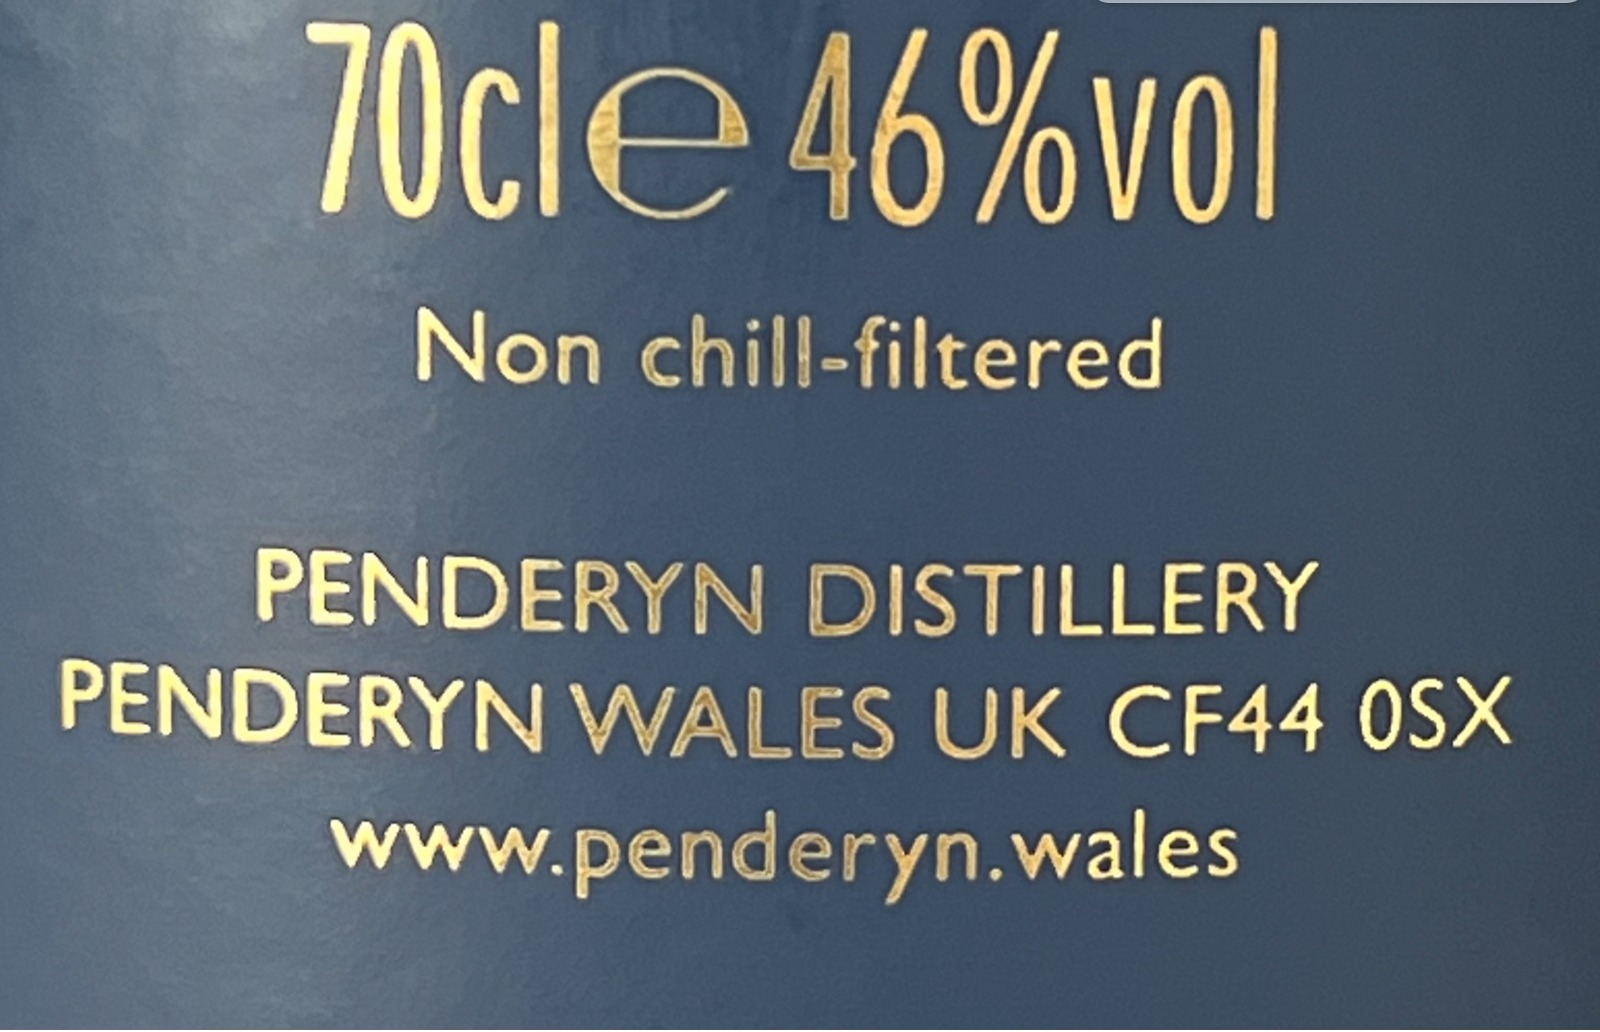 70cl e 46%vol
Non chill-filtered
PENDERYN DISTILLERY
PENDERYN WALES UK CF44 0SX
www.penderyn.wales